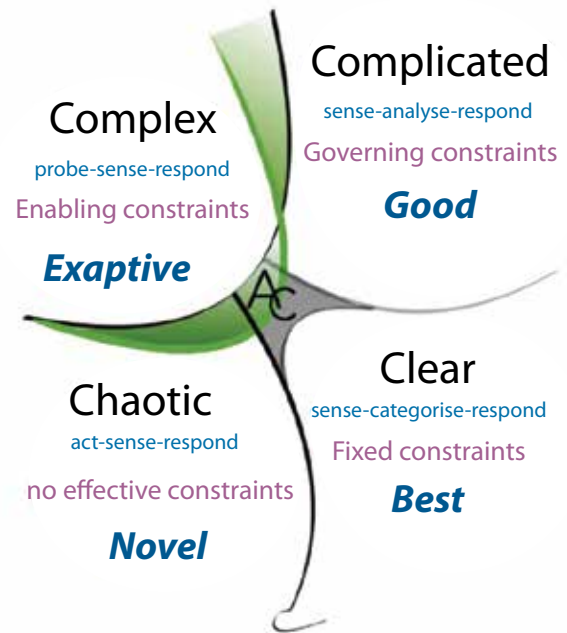 Complex
probe-sense-respond
Enabling constraints
Exaptive
Complicated
sense-analyse-respond
Governing constraints
Good
AC
Chaotic
act-sense-respond
no effective constraints
Novel
Clear
sense-categorise-respond
Fixed constraints
Best